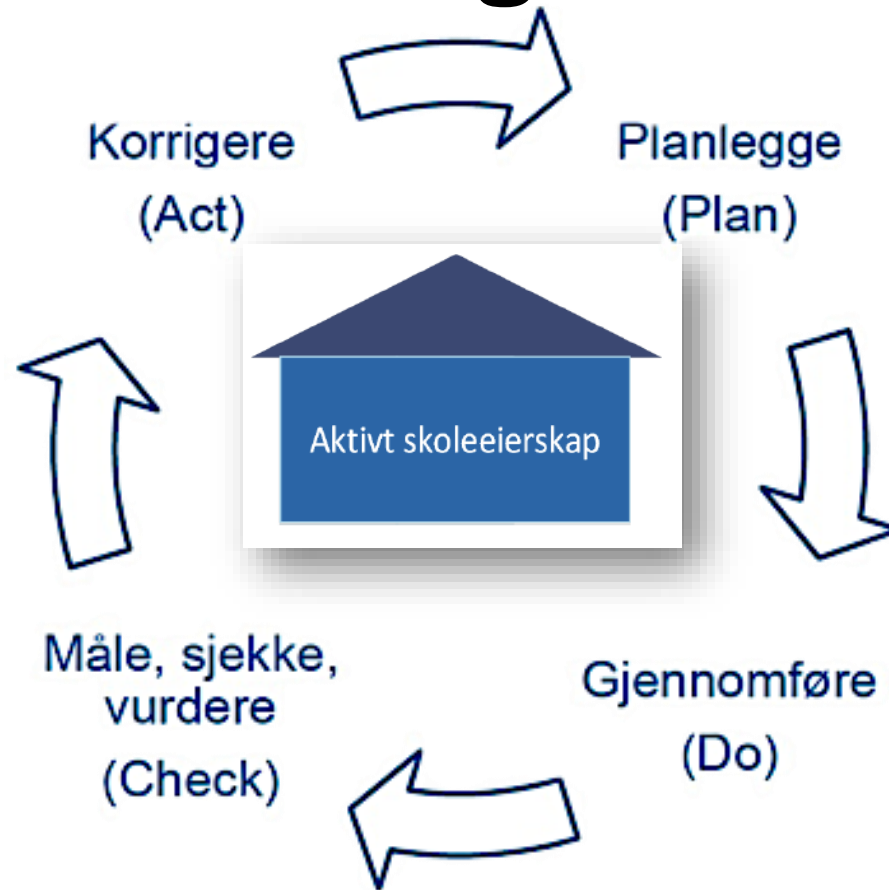 Korrigere
(Act)
Planlegge
(Plan)
Aktivt skoleeierskap
Måle, sjekke,
vurdere
(Check)
Gjennomføre
(Do)